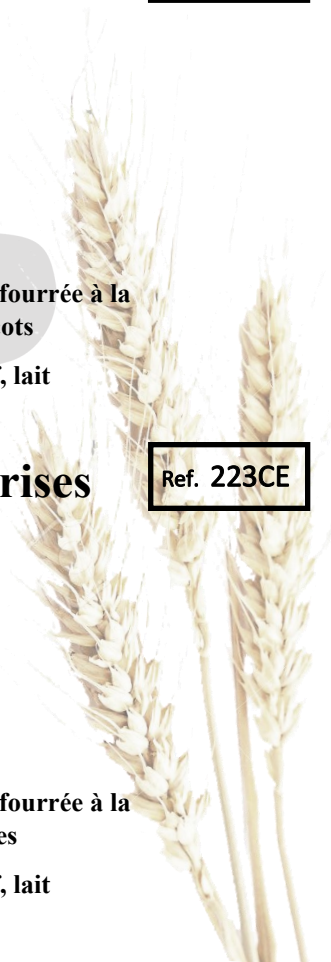 fourrée à la
ots
, lait
rises
Ref. 223CE
fourrée à la
es
, lait